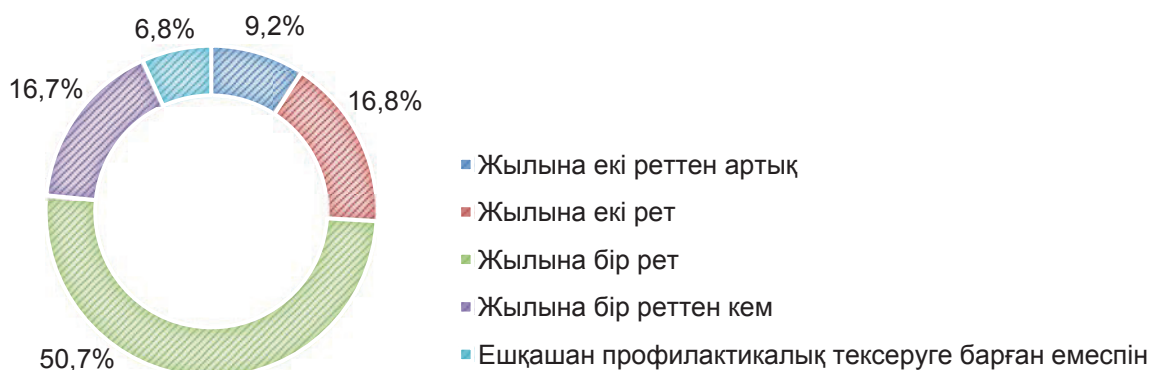 6,8%
9,2%
16,7%
16,8%
50,7%
Жылына екі реттен артық
Жылына екі рет
Жылына бір рет
Жылына бір реттен кем
Ешқашан профилактикалық тексеруге барған емеспін